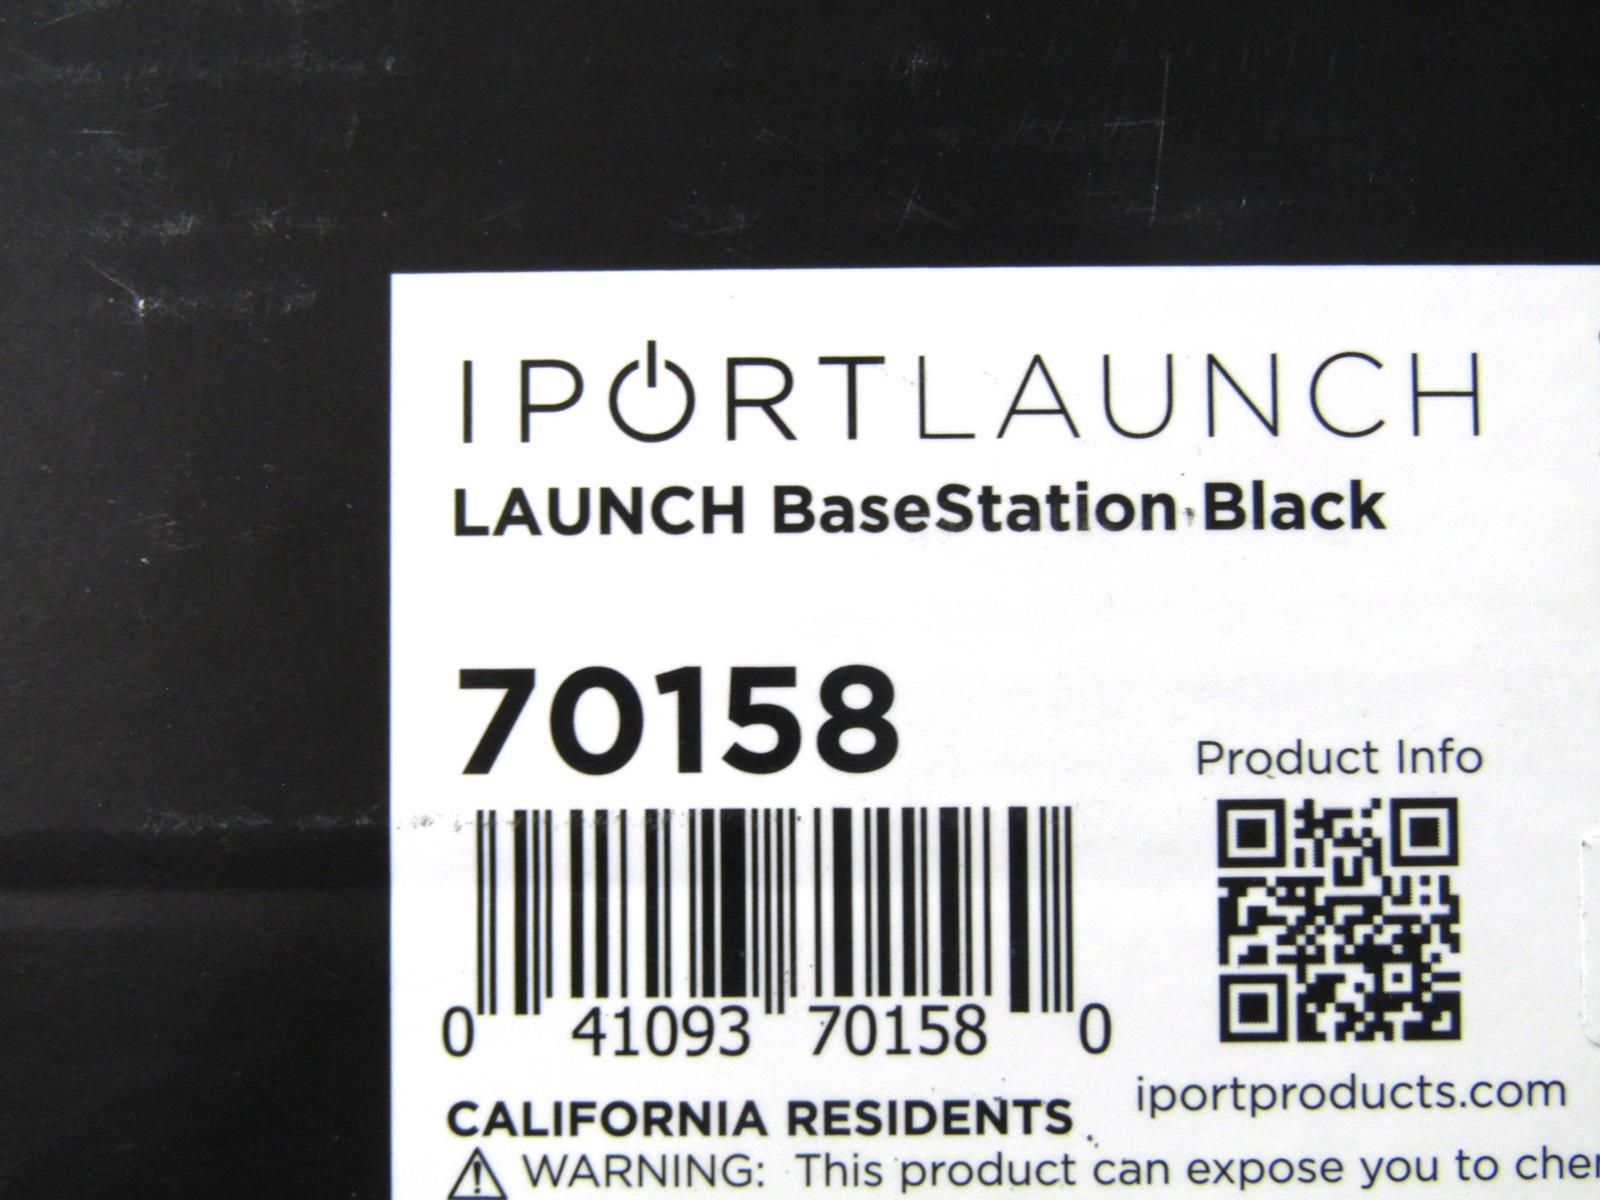 IPORTLAUNCH
LAUNCH BaseStation Black
70158
Product Info
0 41093 70158 0
iportproducts.com
CALIFORNIA RESIDENTS
WARNING: This product can expose you to